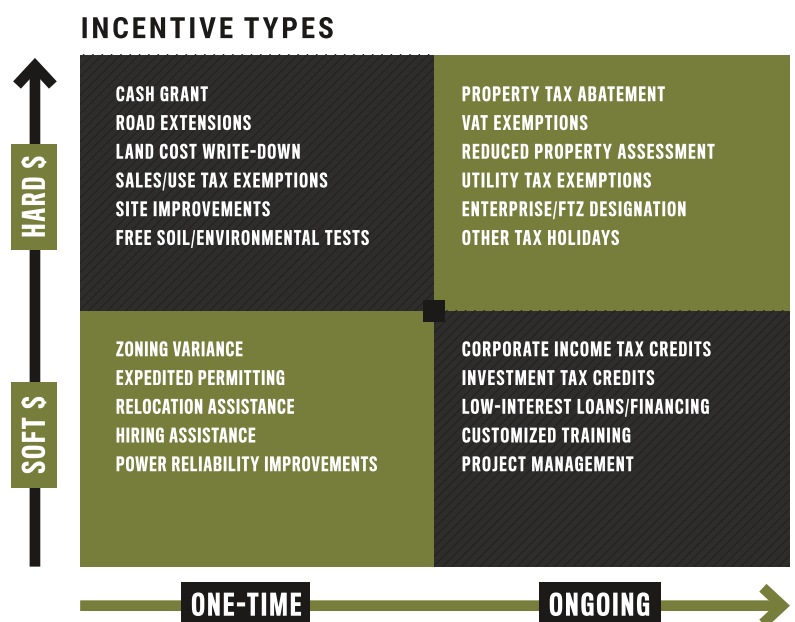 INCENTIVE TYPES
HARD $
CASH GRANT
ROAD EXTENSIONS
LAND COST WRITE-DOWN
SALES/USE TAX EXEMPTIONS
SITE IMPROVEMENTS
FREE SOIL/ENVIRONMENTAL TESTS
PROPERTY TAX ABATEMENT
VAT EXEMPTIONS
REDUCED PROPERTY ASSESSMENT
UTILITY TAX EXEMPTIONS
ENTERPRISE/FTZ DESIGNATION
OTHER TAX HOLIDAYS
SOFT $
ZONING VARIANCE
EXPEDITED PERMITTING
RELOCATION ASSISTANCE
HIRING ASSISTANCE
POWER RELIABILITY IMPROVEMENTS
CORPORATE INCOME TAX CREDITS
INVESTMENT TAX CREDITS
LOW-INTEREST LOANS/FINANCING
CUSTOMIZED TRAINING
PROJECT MANAGEMENT
ONE-TIME
ONGOING